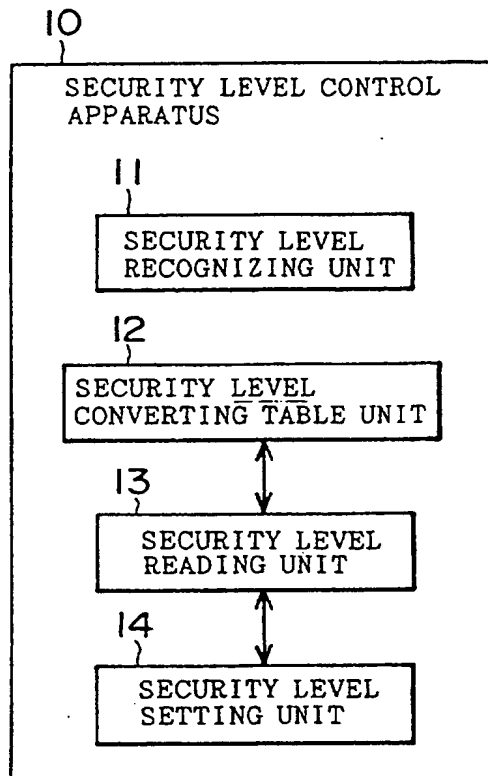 10
SECURITY LEVEL CONTROL
APPARATUS
11
SECURITY LEVEL
RECOGNIZING UNIT
12
SECURITY LEVEL
CONVERTING TABLE UNIT
13
SECURITY LEVEL
READING UNIT
14
SECURITY LEVEL
SETTING UNIT